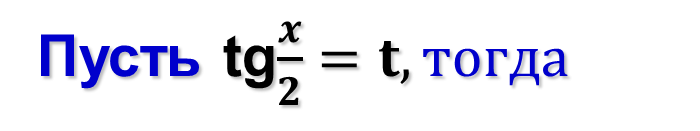 Пусть tg x/2 = t, тогда